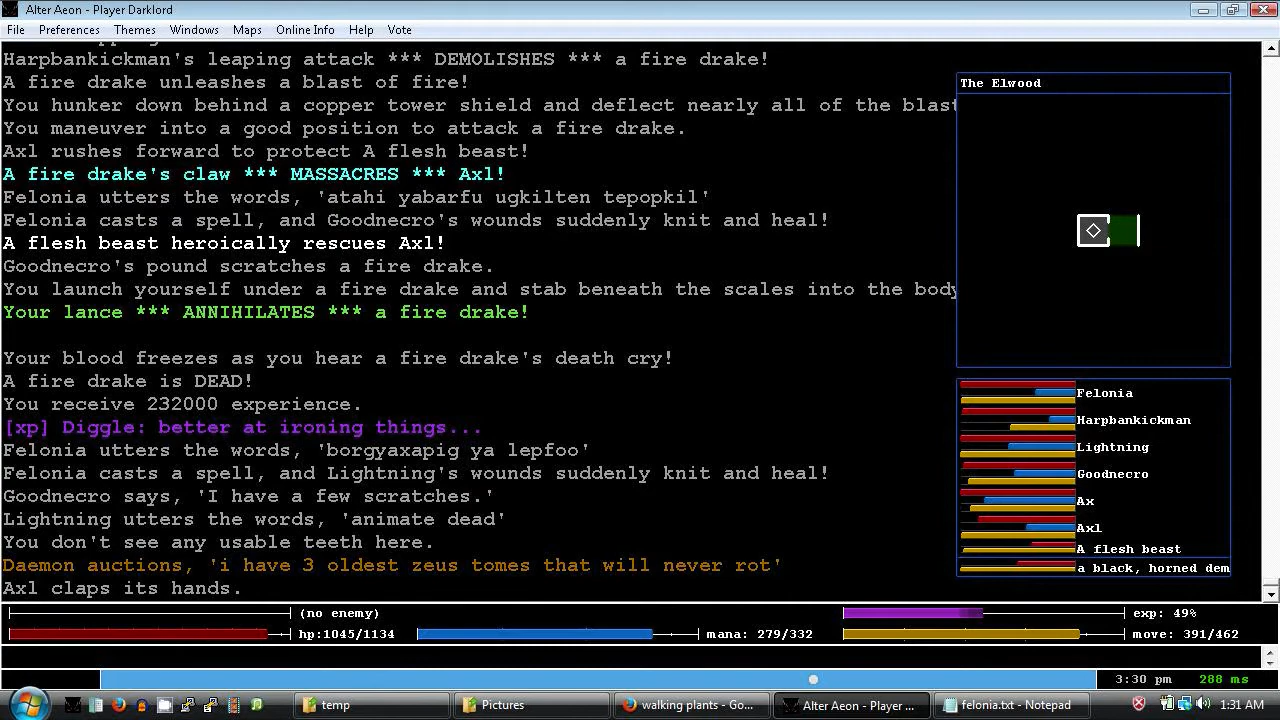 Alter Aeon - Player Darklord
File Preferences Themes Windows Maps Online Info Help Vote
Harpbankickman's leaping attack *** DEMOLISHES *** a fire drake!
A fire drake unleashes a blast of fire!
You hunker down behind a copper tower shield and deflect nearly all of the blast
You maneuver into a good position to attack a fire drake.
Axl rushes forward to protect A flesh beast!
A fire drake's claw *** MASSACRES *** Axl!
Felonia utters the words, 'atahi yabarfu ugkilten tepopkil'
Felonia casts a spell, and Goodnecro's wounds suddenly knit and heal!
A flesh beast heroically rescues Axl!
Goodnecro's pound scratches a fire drake.
You launch yourself under a fire drake and stab beneath the scales into the body
Your lance *** ANNIHILATES *** a fire drake!
Your blood freezes as you hear a fire drake's death cry!
A fire drake is DEAD!
You receive 232000 experience.
[xp] Diggle: better at ironing things...
Felonia utters the words, 'borgyaxapig ya lepfoo'
Felonia casts a spell, and Lightning's wounds suddenly knit and heal!
Goodnecro says, 'I have a few scratches.'
Lightning utters the words, 'animate dead'
You don't see any usable teeth here.
Daemon auctions, 'i have 3 oldest zeus tomes that will never rot'
Axl claps its hands.
The Elwood
Felonia
Harpbankickman
Lightning
Goodnecro
Ax
Axl
A flesh beast
a black, horned dem
(no enemy) exp: 49%
hp:1045/1134 mana: 279/332 move: 391/462
3:30 pm 288 ms
temp Pictures walking plants - Go... Alter Aeon - Player ... felonia.txt - Notepad 1:31 AM